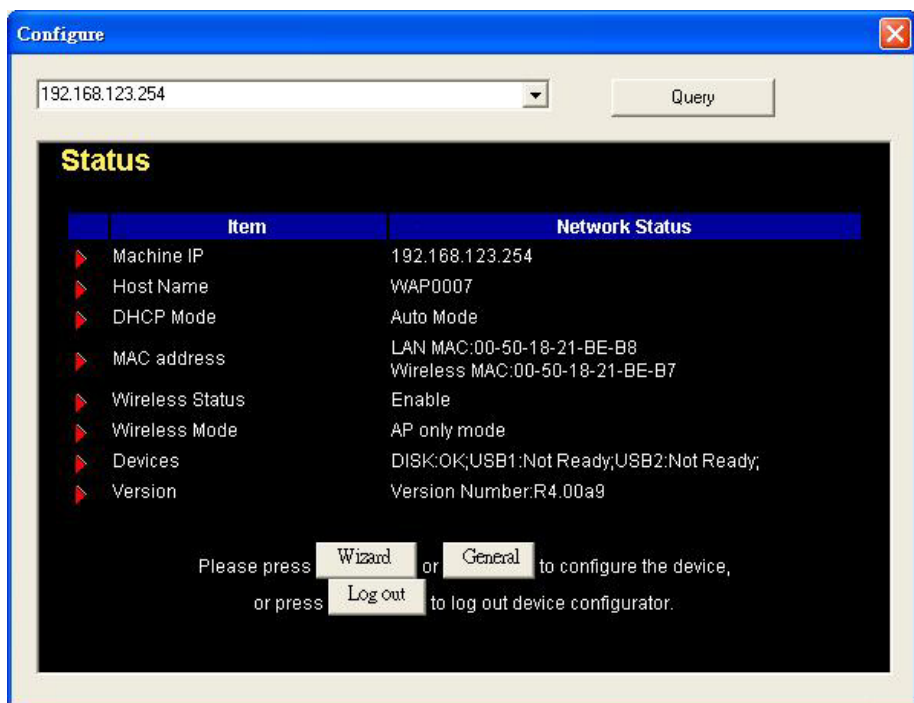 Configure
192.168.123.254
Query
Status
Item Network Status
Machine IP 192.168.123.254
Host Name WAP0007
DHCP Mode Auto Mode
MAC address LAN MAC:00-50-18-21-BE-B8
Wireless MAC:00-50-18-21-BE-B7
Wireless Status Enable
Wireless Mode AP only mode
Devices DISK:OK;USB1:Not Ready;USB2:Not Ready;
Version Version Number:R4.00a9
Please press Wizard or General to configure the device,
or press Log out to log out device configurator.